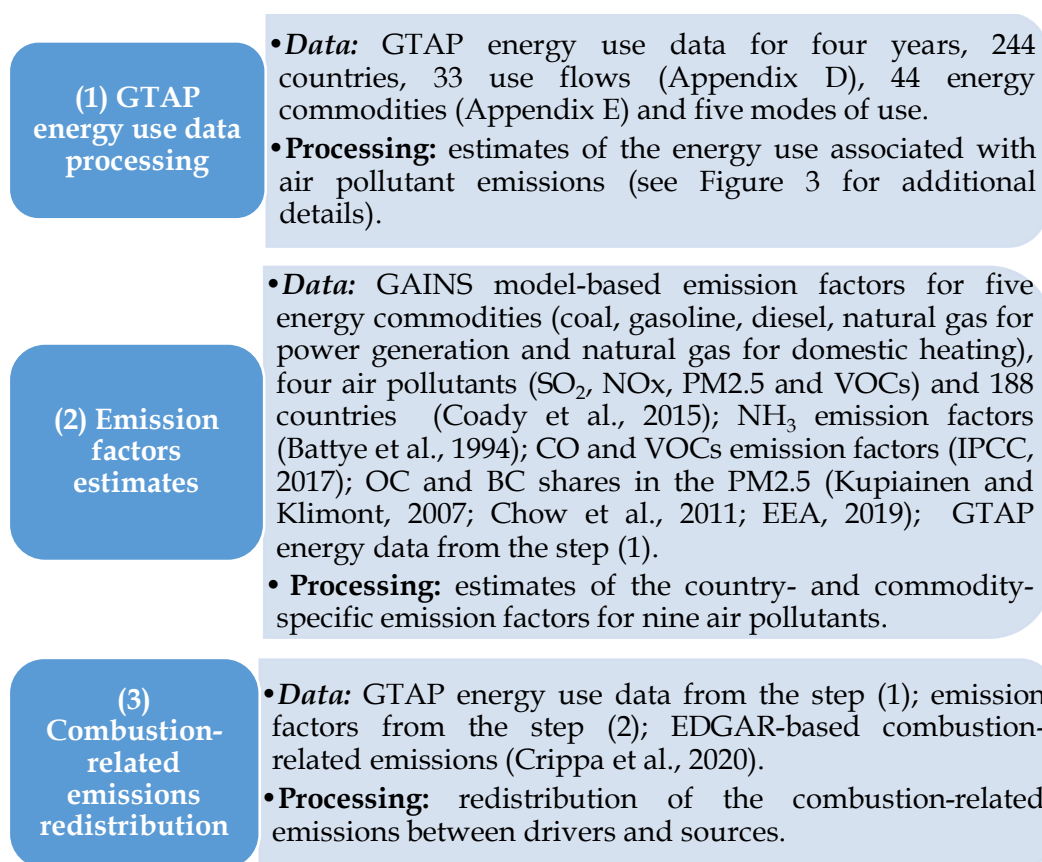 (1) GTAP
energy use data
processing
•Data: GTAP energy use data for four years, 244
countries, 33 use flows (Appendix D), 44 energy
commodities (Appendix E) and five modes of use.
•Processing: estimates of the energy use associated with
air pollutant emissions (see Figure 3 for additional
details).
(2) Emission
factors
estimates
•Data: GAINS model-based emission factors for five
energy commodities (coal, gasoline, diesel, natural gas for
power generation and natural gas for domestic heating),
four air pollutants (SO₂, NOx, PM2.5 and VOCs) and 188
countries (Coady et al., 2015); NH₃ emission factors
(Battye et al., 1994); CO and VOCs emission factors (IPCC,
2017); OC and BC shares in the PM2.5 (Kupiainen and
Klimont, 2007; Chow et al., 2011; EEA, 2019); GTAP
energy data from the step (1).
• Processing: estimates of the country- and commodity-
specific emission factors for nine air pollutants.
(3)
Combustion-
related
emissions
redistribution
•Data: GTAP energy use data from the step (1); emission
factors from the step (2); EDGAR-based combustion-
related emissions (Crippa et al., 2020).
•Processing: redistribution of the combustion-related
emissions between drivers and sources.